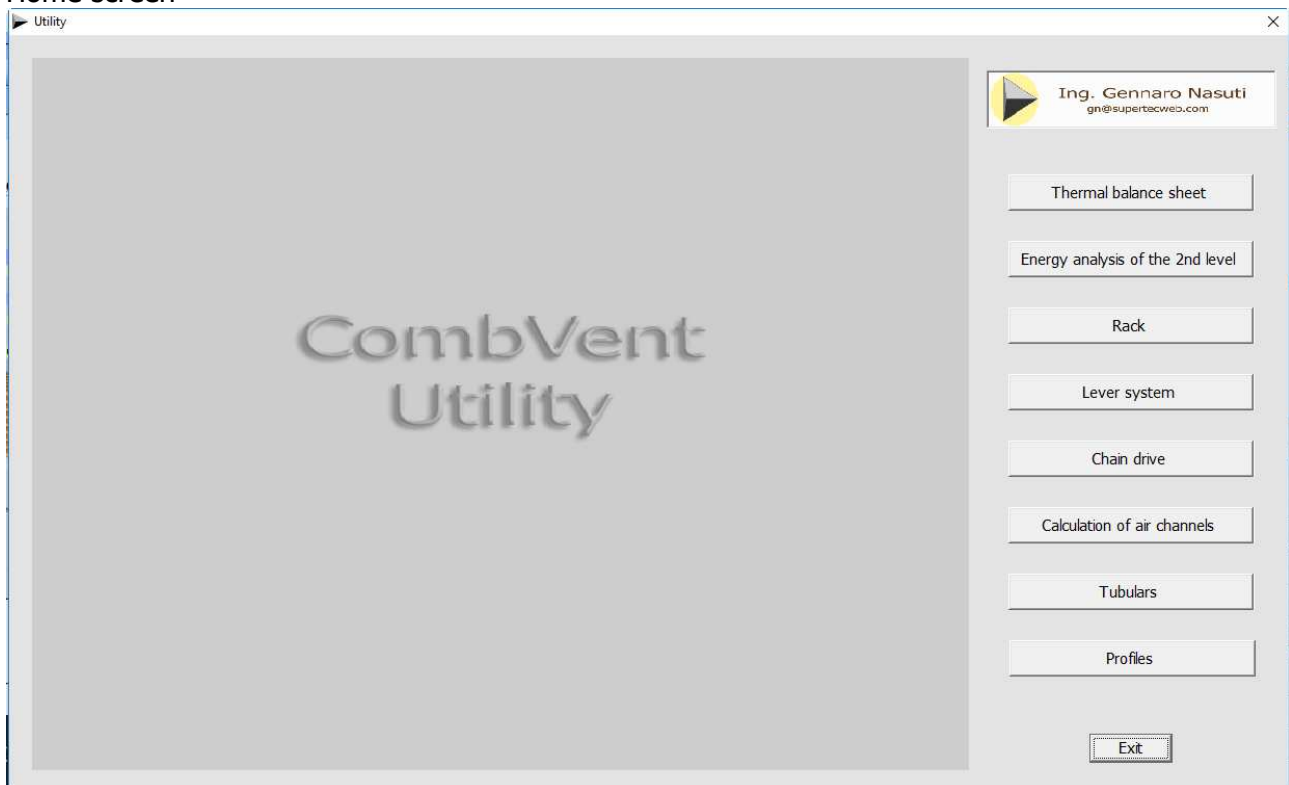 Home screen
Utility
Ing. Gennaro Nasuti
gn@supertecweb.com
Thermal balance sheet
Energy analysis of the 2nd level
Rack
Lever system
Chain drive
Calculation of air channels
Tubulars
Profiles
Exit
CombVent
Utility